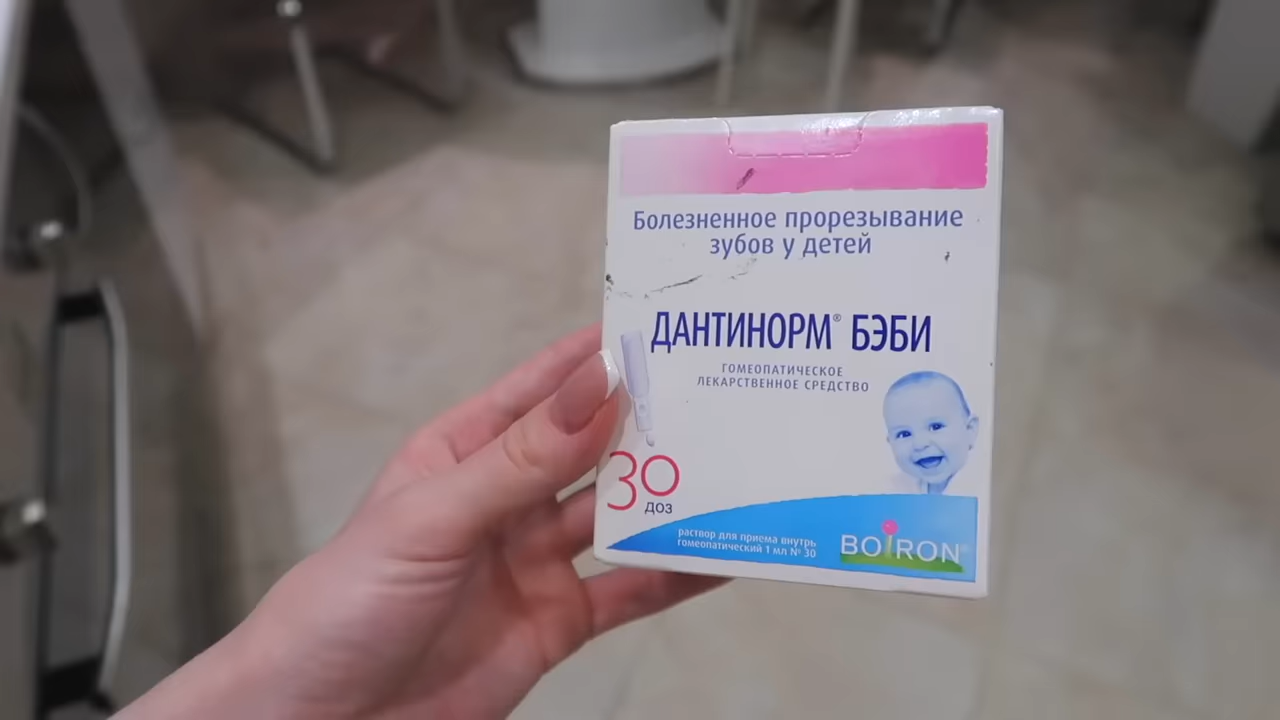 Болезненное прорезывание
зубов у детей
ДАНТИНОРМ® БЭБИ
ГОМЕОПАТИЧЕСКОЕ
ЛЕКАРСТВЕННОЕ СРЕДСТВО
30
доз
раствор для приема внутрь
гомеопатический 1 мл № 30
BOIRON®